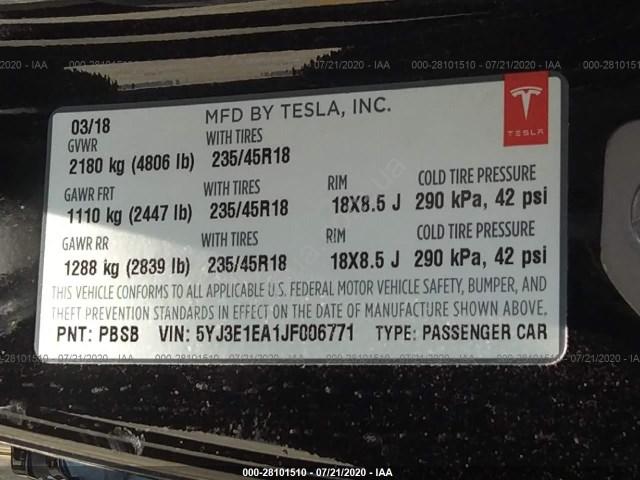 000-28101510 - 07/21/2020 - IAA
03/18
MFD BY TESLA, INC.
TESLA
GVWR
WITH TIRES
2180 kg (4806 lb) 235/45R18
GAWR FRT WITH TIRES RIM COLD TIRE PRESSURE
1110 kg (2447 lb) 235/45R18 18X8.5 J 290 kPa, 42 psi
GAWR RR WITH TIRES RIM COLD TIRE PRESSURE
1288 kg (2839 lb) 235/45R18 18X8.5 J 290 kPa, 42 psi
THIS VEHICLE CONFORMS TO ALL APPLICABLE U.S. FEDERAL MOTOR VEHICLE SAFETY, BUMPER, AND
THEFT PREVENTION STANDARDS IN EFFECT ON THE DATE OF MANUFACTURE SHOWN ABOVE.
PNT: PBSB VIN: 5YJ3E1EA1JF006771 TYPE: PASSENGER CAR
000-28101510 - 07/21/2020 - IAA